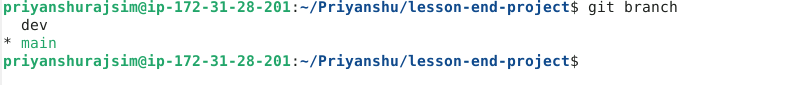 priyanshurajsim@ip-172-31-28-201:~/Priyanshu/lesson-end-project$ git branch
  dev
* main
priyanshurajsim@ip-172-31-28-201:~/Priyanshu/lesson-end-project$